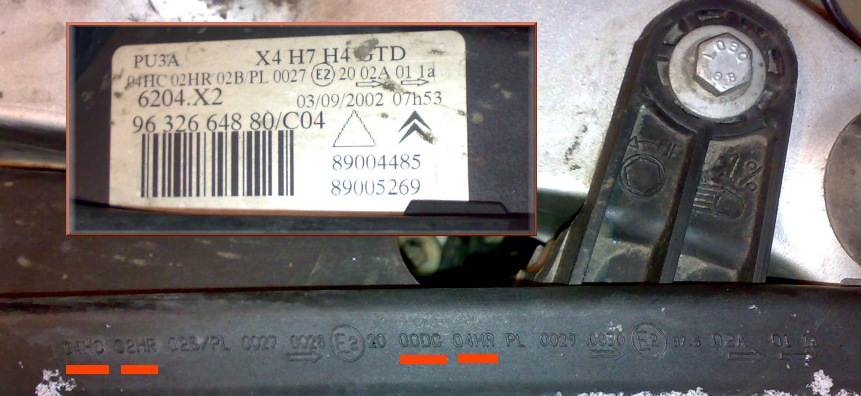 PU3A X4 H7 H4 GTD
04HC 02HR 02B/PL 0027 E2 20 02A 01 1a
6204.X2 03/09/2002 07h53
96 326 648 80/C04
89004485
89005269
1%
04HC 02HR 02S/PL 0027 0028 E2 20 00DC 04HR PL 0029 0030 E2 37.5 02A 01 1a